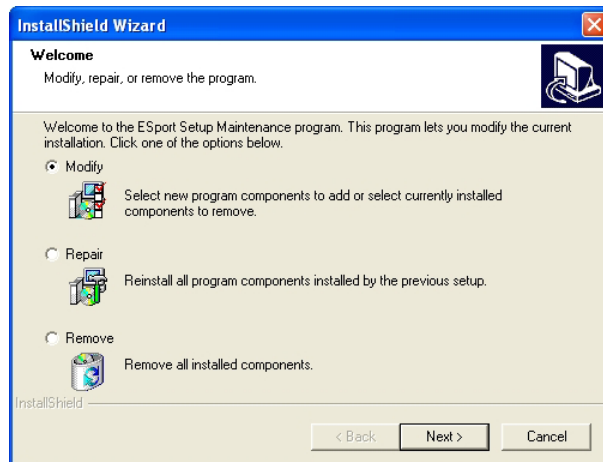 InstallShield Wizard
Welcome
Modify, repair, or remove the program.
Welcome to the ESport Setup Maintenance program. This program lets you modify the current
installation. Click one of the options below.
Modify
Select new program components to add or select currently installed
components to remove.
Repair
Reinstall all program components installed by the previous setup.
Remove
Remove all installed components.
InstallShield
< Back
Next >
Cancel